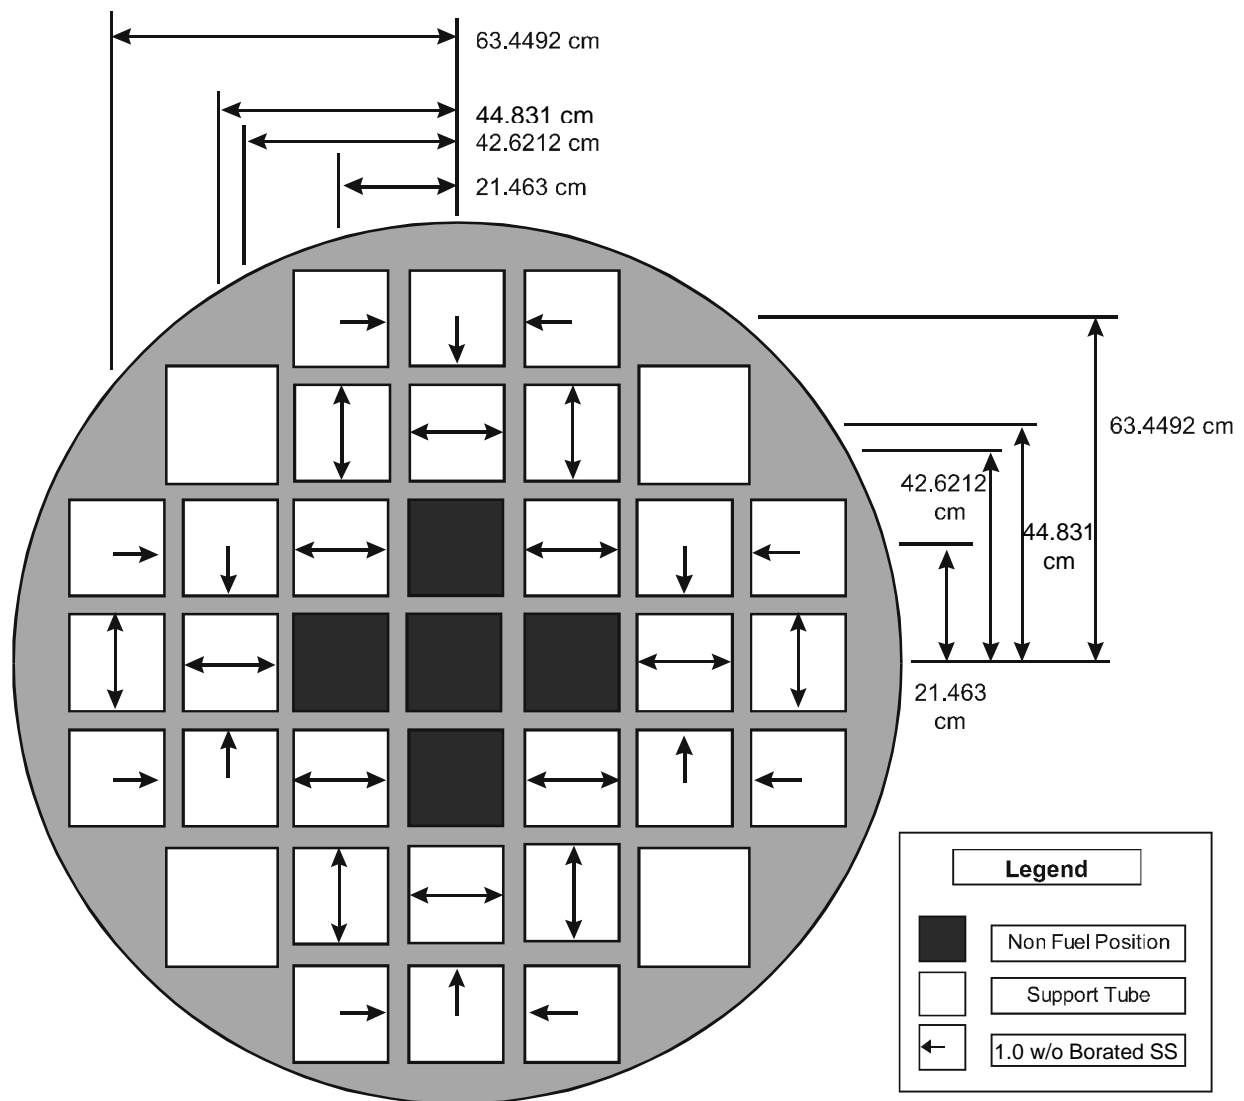 63.4492 cm
44.831 cm
42.6212 cm
21.463 cm
63.4492 cm
42.6212
cm
44.831
cm
21.463
cm
Legend
Non Fuel Position
Support Tube
1.0 w/o Borated SS